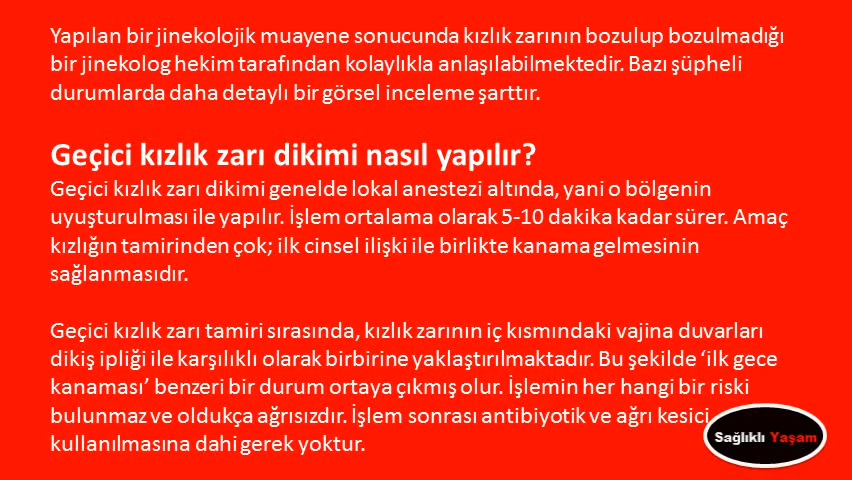 Yapılan bir jinekolojik muayene sonucunda kızlık zarının bozulup bozulmadığı
bir jinekolog hekim tarafından kolaylıkla anlaşılabilmektedir. Bazı şüpheli
durumlarda daha detaylı bir görsel inceleme şarttır.
Geçici kızlık zarı dikimi nasıl yapılır?
Geçici kızlık zarı dikimi genelde lokal anestezi altında, yani o bölgenin
uyuşturulması ile yapılır. İşlem ortalama olarak 5-10 dakika kadar sürer. Amaç
kızlığın tamirinden çok; ilk cinsel ilişki ile birlikte kanama gelmesinin
sağlanmasıdır.
Geçici kızlık zarı tamiri sırasında, kızlık zarının iç kısmındaki vajina duvarları
dikiş ipliği ile karşılıklı olarak birbirine yaklaştırılmaktadır. Bu şekilde ‘ilk gece
kanaması’ benzeri bir durum ortaya çıkmış olur. İşlemin her hangi bir riski
bulunmaz ve oldukça ağrısızdır. İşlem sonrası antibiyotik ve ağrı kesici
kullanılmasına dahi gerek yoktur.
Sağlıklı Yaşam